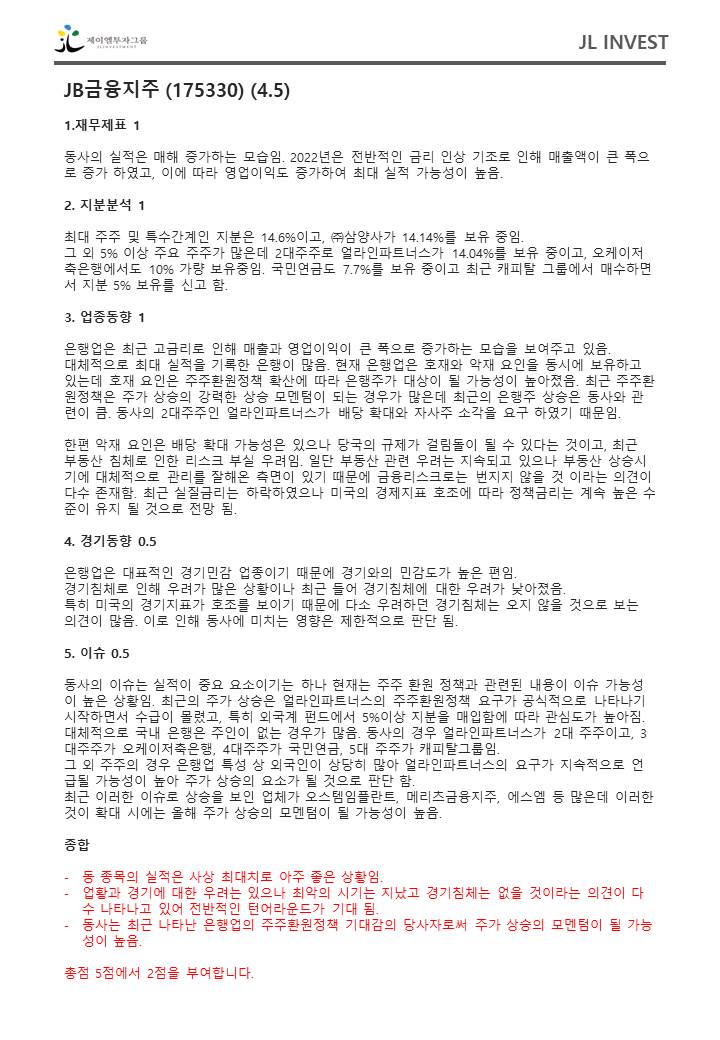 제이엘투자그룹
JL INVESTMENT
JL INVEST
JB금융지주 (175330) (4.5)
1.재무제표 1
동사의 실적은 매해 증가하는 모습임. 2022년은 전반적인 금리 인상 기조로 인해 매출액이 큰 폭으
로 증가 하였고, 이에 따라 영업이익도 증가하여 최대 실적 가능성이 높음.
2. 지분분석 1
최대 주주 및 특수간계인 지분은 14.6%이고, ㈜삼양사가 14.14%를 보유 중임.
그 외 5% 이상 주요 주주가 많은데 2대주주로 얼라인파트너스가 14.04%를 보유 중이고, 오케이저
축은행에서도 10% 가량 보유중임. 국민연금도 7.7%를 보유 중이고 최근 캐피탈 그룹에서 매수하면
서 지분 5% 보유를 신고 함.
3. 업종동향 1
은행업은 최근 고금리로 인해 매출과 영업이익이 큰 폭으로 증가하는 모습을 보여주고 있음.
대체적으로 최대 실적을 기록한 은행이 많음. 현재 은행업은 호재와 악재 요인을 동시에 보유하고
있는데 호재 요인은 주주환원정책 확산에 따라 은행주가 대상이 될 가능성이 높아졌음. 최근 주주환
원정책은 주가 상승의 강력한 상승 모멘텀이 되는 경우가 많은데 최근의 은행주 상승은 동사와 관
련이 큼. 동사의 2대주주인 얼라인파트너스가 배당 확대와 자사주 소각을 요구 하였기 때문임.
한편 악재 요인은 배당 확대 가능성은 있으나 당국의 규제가 걸림돌이 될 수 있다는 것이고, 최근
부동산 침체로 인한 리스크 부실 우려임. 일단 부동산 관련 우려는 지속되고 있으나 부동산 상승시
기에 대체적으로 관리를 잘해온 측면이 있기 때문에 금융리스크로는 번지지 않을 것 이라는 의견이
다수 존재함. 최근 실질금리는 하락하였으나 미국의 경제지표 호조에 따라 정책금리는 계속 높은 수
준이 유지 될 것으로 전망 됨.
4. 경기동향 0.5
은행업은 대표적인 경기민감 업종이기 때문에 경기와의 민감도가 높은 편임.
경기침체로 인해 우려가 많은 상황이나 최근 들어 경기침체에 대한 우려가 낮아졌음.
특히 미국의 경기지표가 호조를 보이기 때문에 다소 우려하던 경기침체는 오지 않을 것으로 보는
의견이 많음. 이로 인해 동사에 미치는 영향은 제한적으로 판단 됨.
5. 이슈 0.5
동사의 이슈는 실적이 중요 요소이기는 하나 현재는 주주 환원 정책과 관련된 내용이 이슈 가능성
이 높은 상황임. 최근의 주가 상승은 얼라인파트너스의 주주환원정책 요구가 공식적으로 나타나기
시작하면서 수급이 몰렸고, 특히 외국계 펀드에서 5%이상 지분을 매입함에 따라 관심도가 높아짐.
대체적으로 국내 은행은 주인이 없는 경우가 많음. 동사의 경우 얼라인파트너스가 2대 주주이고, 3
대주주가 오케이저축은행, 4대주주가 국민연금, 5대 주주가 캐피탈그룹임.
그 외 주주의 경우 은행업 특성 상 외국인이 상당히 많아 얼라인파트너스의 요구가 지속적으로 언
급될 가능성이 높아 주가 상승의 요소가 될 것으로 판단 함.
최근 이러한 이슈로 상승을 보인 업체가 오스템임플란트, 메리츠금융지주, 에스엠 등 많은데 이러한
것이 확대 시에는 올해 주가 상승의 모멘텀이 될 가능성이 높음.
종합
- 동 종목의 실적은 사상 최대치로 아주 좋은 상황임.
- 업황과 경기에 대한 우려는 있으나 최악의 시기는 지났고 경기침체는 없을 것이라는 의견이 다
수 나타나고 있어 전반적인 턴어라운드가 기대 됨.
- 동사는 최근 나타난 은행업의 주주환원정책 기대감의 당사자로써 주가 상승의 모멘텀이 될 가능
성이 높음.
총점 5점에서 2점을 부여합니다.